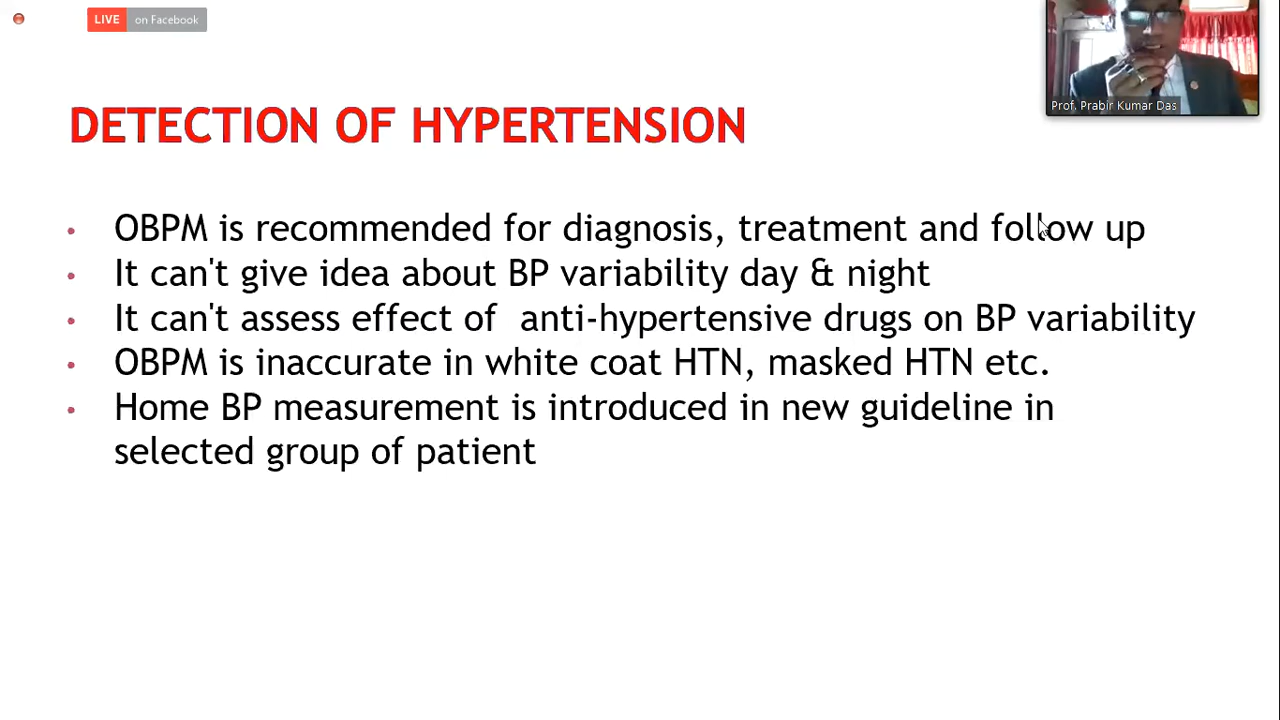 LIVE on Facebook
Prof. Prabir Kumar Das
DETECTION OF HYPERTENSION
• OBPM is recommended for diagnosis, treatment and follow up
• It can't give idea about BP variability day & night
• It can't assess effect of anti-hypertensive drugs on BP variability
• OBPM is inaccurate in white coat HTN, masked HTN etc.
• Home BP measurement is introduced in new guideline in
selected group of patient